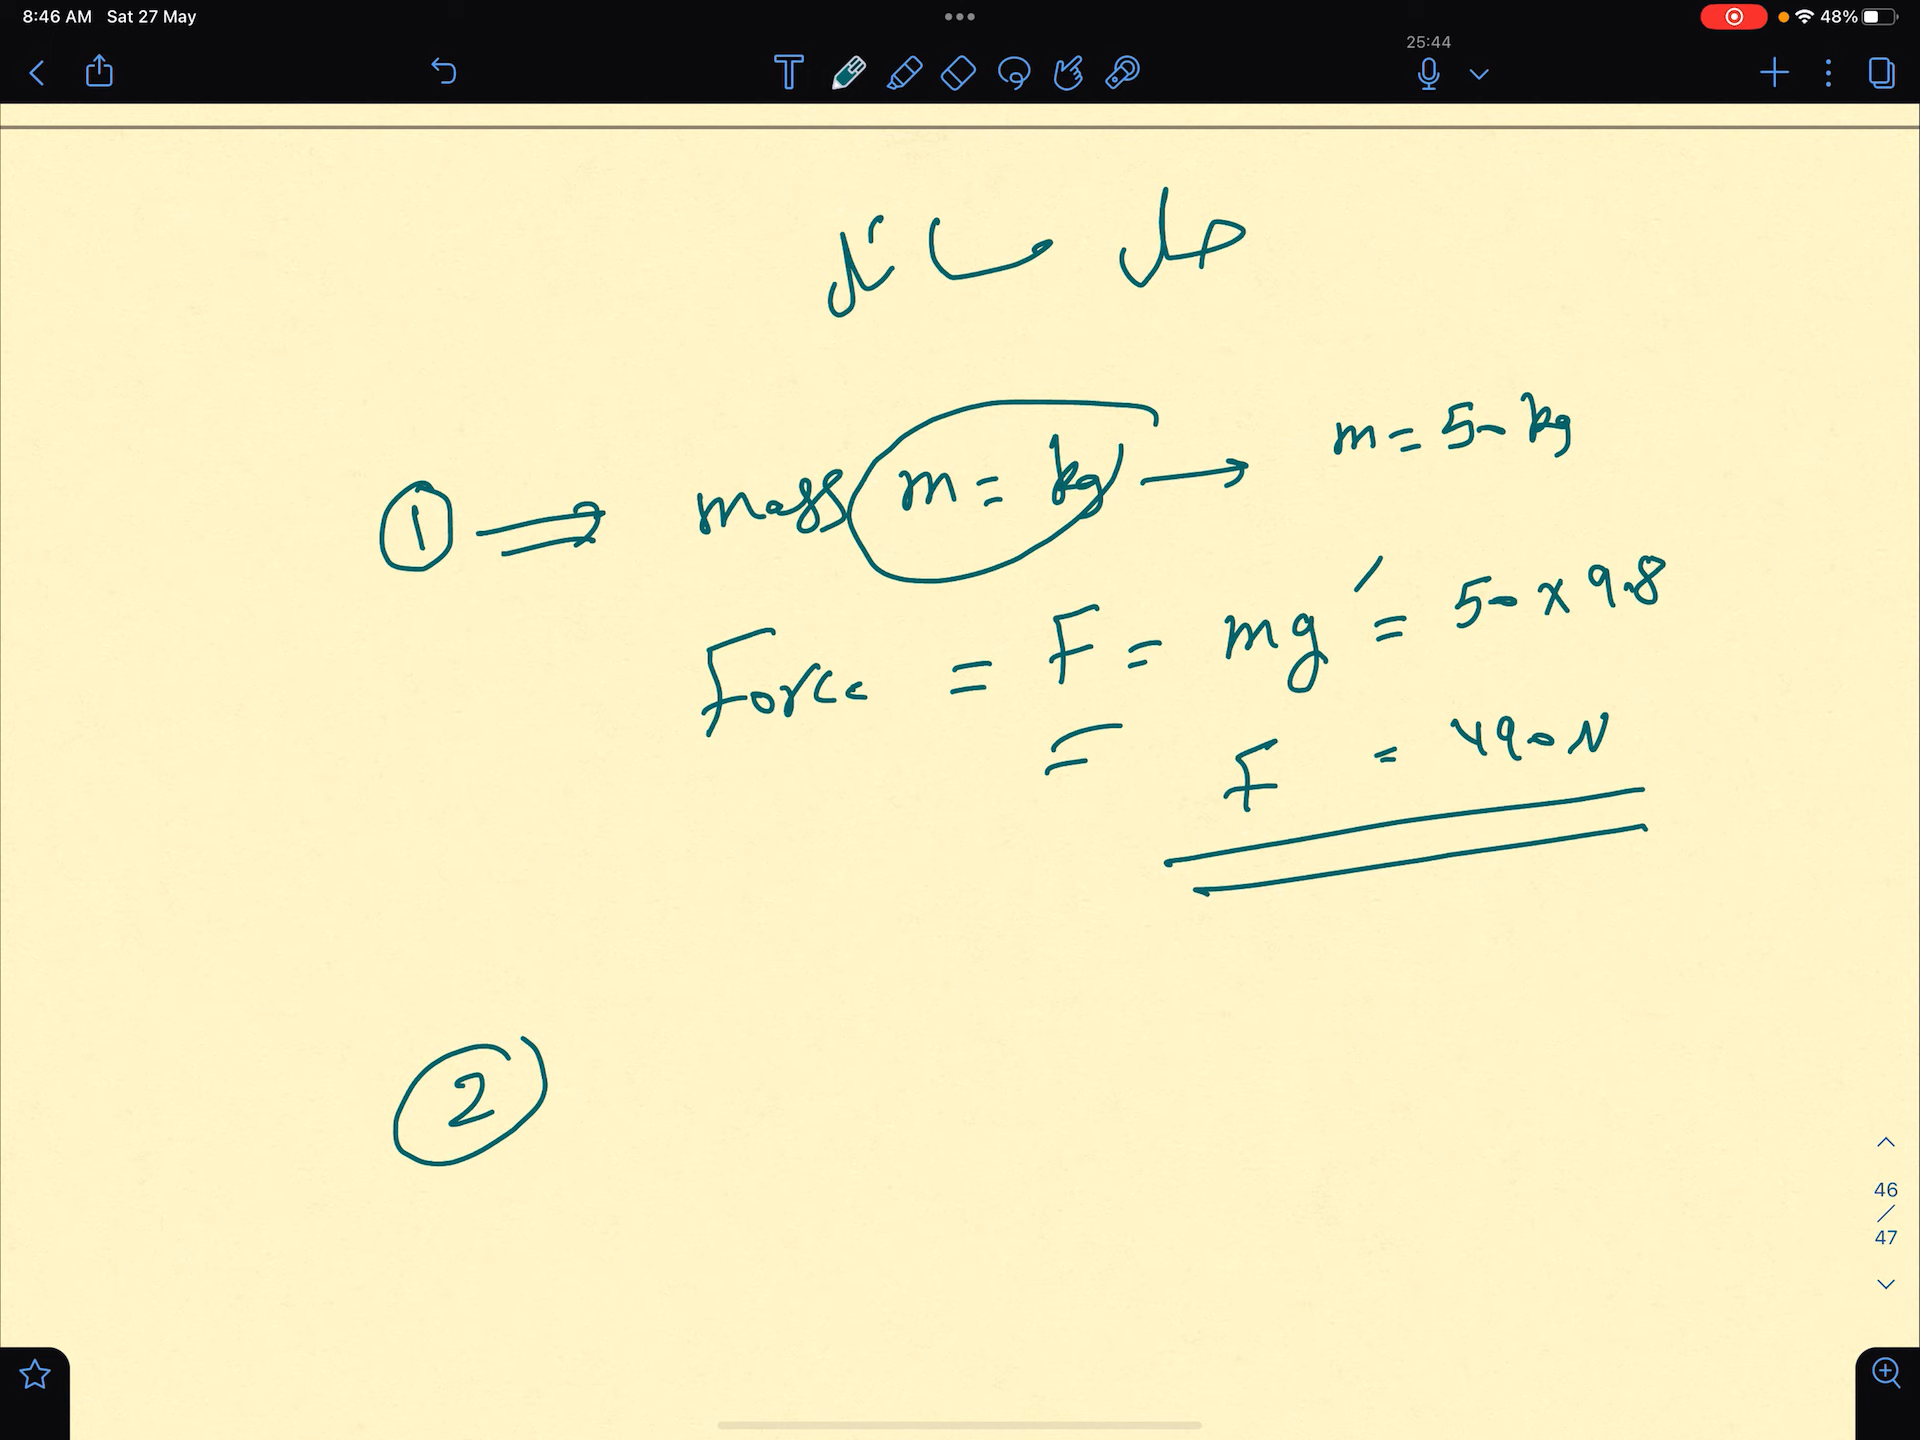 8:46 AM Sat 27 May
48%
25:44
حل مسائل
1 ⇒ mass m = kg → m = 50 kg
Force = F = mg = 50 x 9.8
= F = 490 N
2
46
/
47